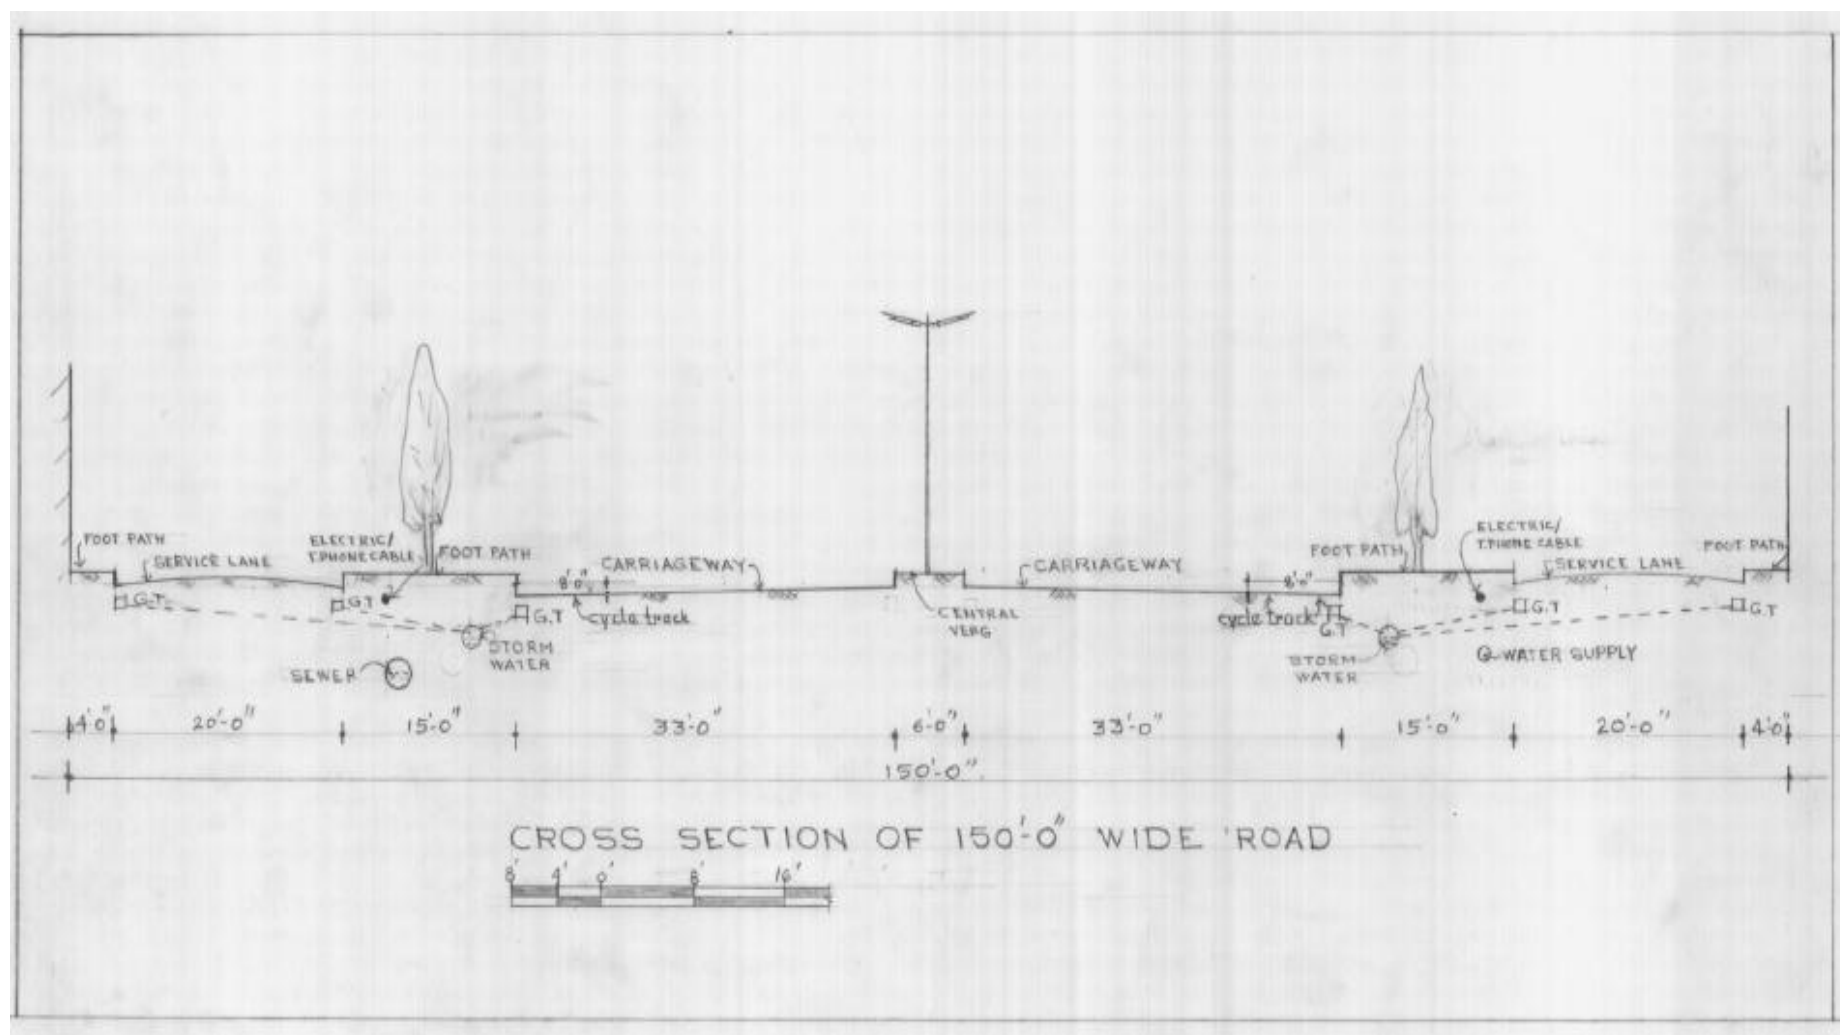 FOOT PATH
SERVICE LANE
ELECTRIC/
T.PHONE CABLE
FOOT PATH
8'-0"
CARRIAGEWAY
CARRIAGEWAY
8'-0"
FOOT PATH
ELECTRIC/
T.PHONE CABLE
SERVICE LANE
FOOT PATH
G.T
G.T
G.T
cycle track
CENTRAL
VERG
cycle track
G.T
G.T
G.T
STORM
WATER
SEWER
STORM
WATER
WATER SUPPLY
4'-0" 20'-0" 15'-0" 33'-0" 6'-0" 33'-0" 15'-0" 20'-0" 4'-0"
150'-0"
CROSS SECTION OF 150'-0" WIDE ROAD
8' 4' 0' 8' 16'